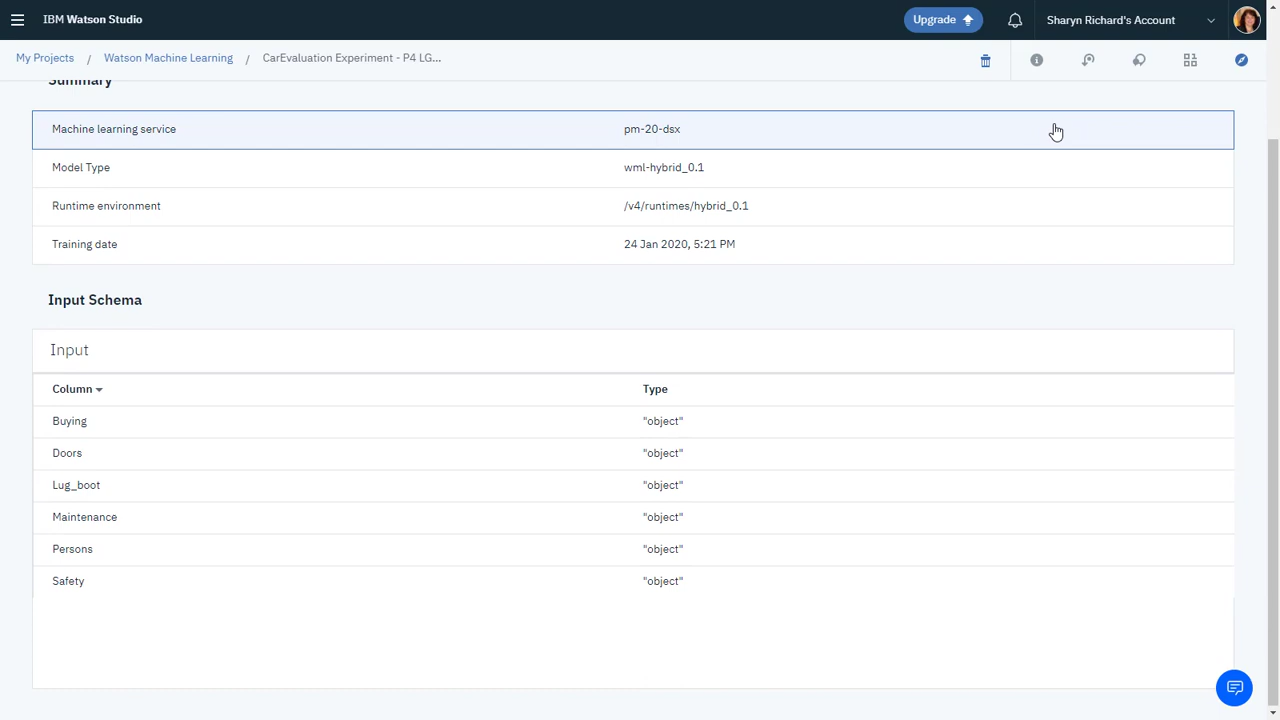 IBM Watson Studio
Upgrade
Sharyn Richard's Account
My Projects / Watson Machine Learning / CarEvaluation Experiment - P4 LG...
Summary
Machine learning service pm-20-dsx
Model Type wml-hybrid_0.1
Runtime environment /v4/runtimes/hybrid_0.1
Training date 24 Jan 2020, 5:21 PM
Input Schema
Input
Column Type
Buying "object"
Doors "object"
Lug_boot "object"
Maintenance "object"
Persons "object"
Safety "object"